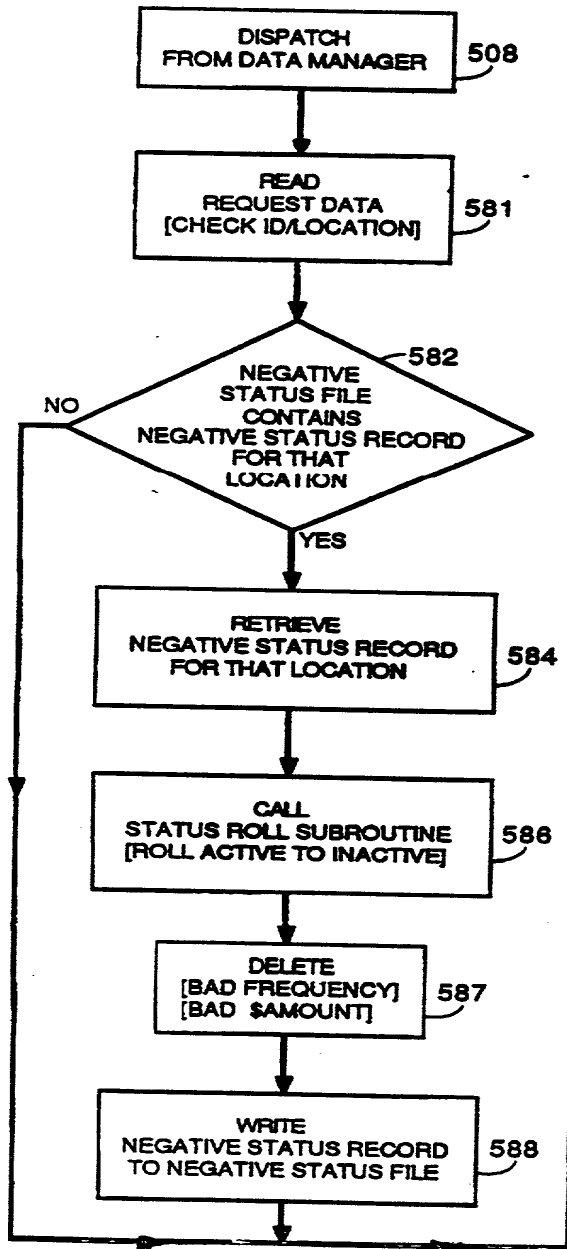 DISPATCH
FROM DATA MANAGER
508
READ
REQUEST DATA
[CHECK ID/LOCATION]
581
582
NEGATIVE
STATUS FILE
CONTAINS
NEGATIVE STATUS RECORD
FOR THAT
LOCATION
NO
YES
RETRIEVE
NEGATIVE STATUS RECORD
FOR THAT LOCATION
584
CALL
STATUS ROLL SUBROUTINE
[ROLL ACTIVE TO INACTIVE]
586
DELETE
[BAD FREQUENCY]
[BAD $AMOUNT]
587
WRITE
NEGATIVE STATUS RECORD
TO NEGATIVE STATUS FILE
588